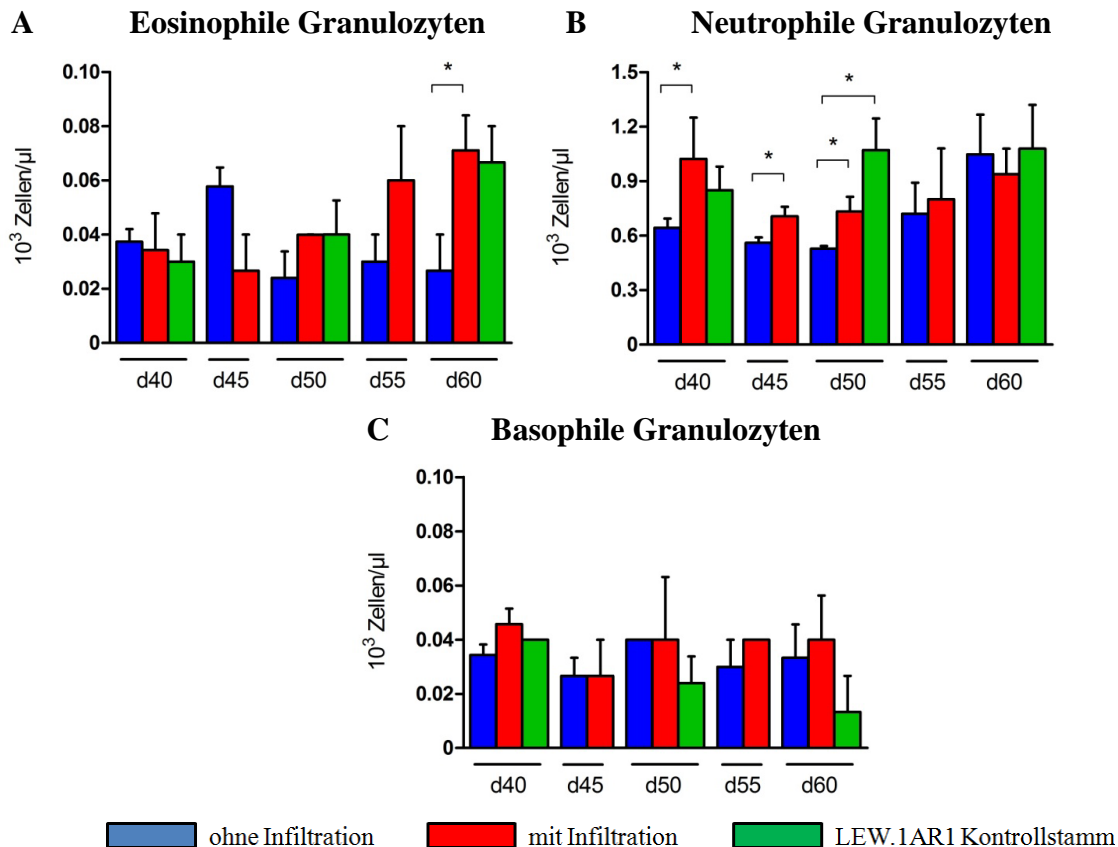 A Eosinophile Granulozyten
B Neutrophile Granulozyten
10³ Zellen/µl
0.10
0.08
0.06
0.04
0.02
0
*
d40 d45 d50 d55 d60
10³ Zellen/µl
1.5
1.2
0.9
0.6
0.3
0
* * * *
d40 d45 d50 d55 d60
C Basophile Granulozyten
10³ Zellen/µl
0.10
0.08
0.06
0.04
0.02
0
d40 d45 d50 d55 d60
ohne Infiltration mit Infiltration LEW.1AR1 Kontrollstamm